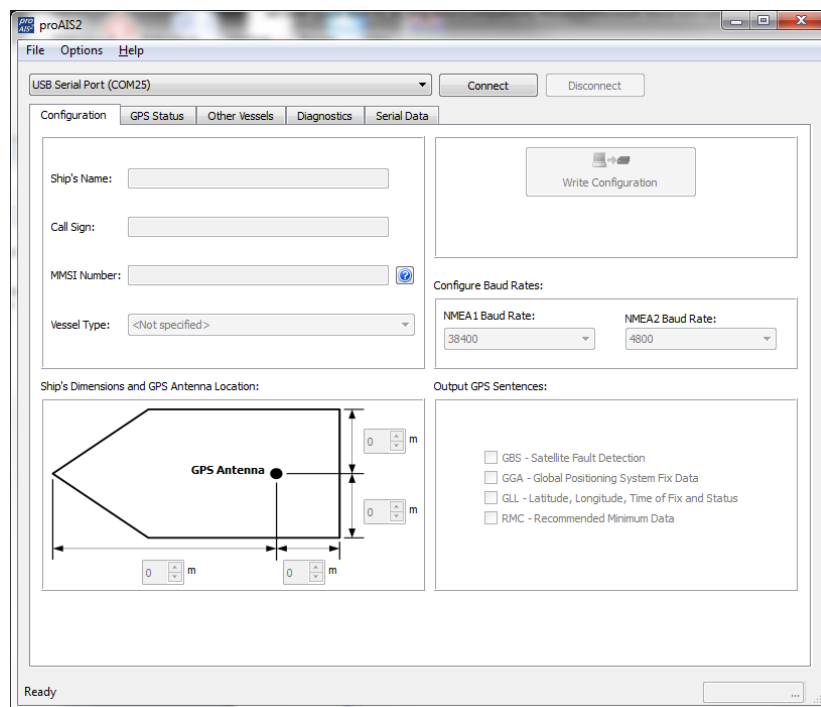 pro
AIS2
proAIS2
File Options Help
USB Serial Port (COM25)
Connect
Disconnect
Configuration
GPS Status
Other Vessels
Diagnostics
Serial Data
Ship's Name:
Call Sign:
MMSI Number:
?
Vessel Type:
<Not specified>
Write Configuration
Configure Baud Rates:
NMEA1 Baud Rate:
38400
NMEA2 Baud Rate:
4800
Ship's Dimensions and GPS Antenna Location:
GPS Antenna
0 m
0 m
0 m
0 m
Output GPS Sentences:
GBS - Satellite Fault Detection
GGA - Global Positioning System Fix Data
GLL - Latitude, Longitude, Time of Fix and Status
RMC - Recommended Minimum Data
Ready
...